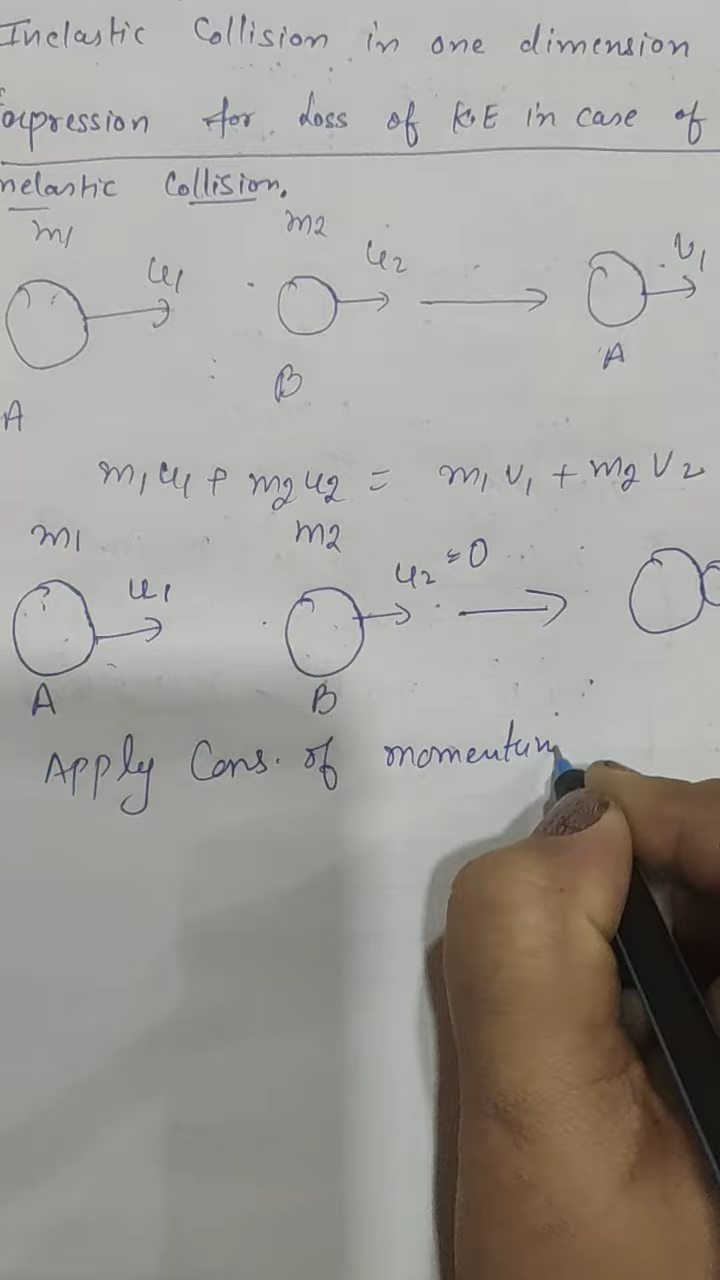 Inelastic Collision in one dimension
Expression for Loss of K.E in case of
nelastic Collision.
m1 m2
u1 u2 v1
A B A
m1u1 + m2u2 = m1v1 + m2v2
m1 m2
u1 u2 = 0
A B
Apply Cons. of momentum